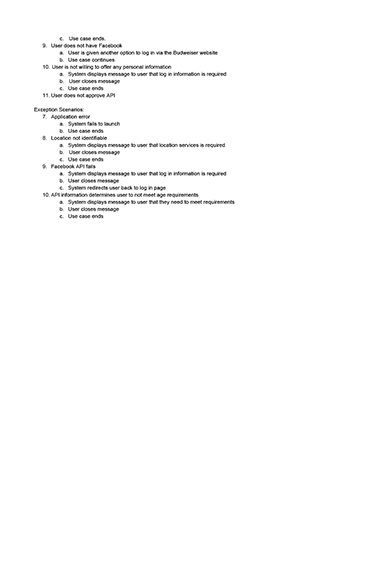 c. Use case ends.
9. User does not have Facebook
a. User is given another option to log in via the Budweiser website
b. Use case continues
10. User is not willing to offer any personal information
a. System displays message to user that log in information is required
b. User closes message
c. Use case ends
11. User does not approve API
Exception Scenarios:
7. Application error
a. System fails to launch
b. Use case ends
8. Location not identifiable
a. System displays message to user that location services is required
b. User closes message
c. Use case ends
9. Facebook API fails
a. System displays message to user that log in information is required
b. User closes message
c. System redirects user back to log in page
10. API information determines user to not meet age requirements
a. System displays message to user that they need to meet requirements
b. User closes message
c. Use case ends